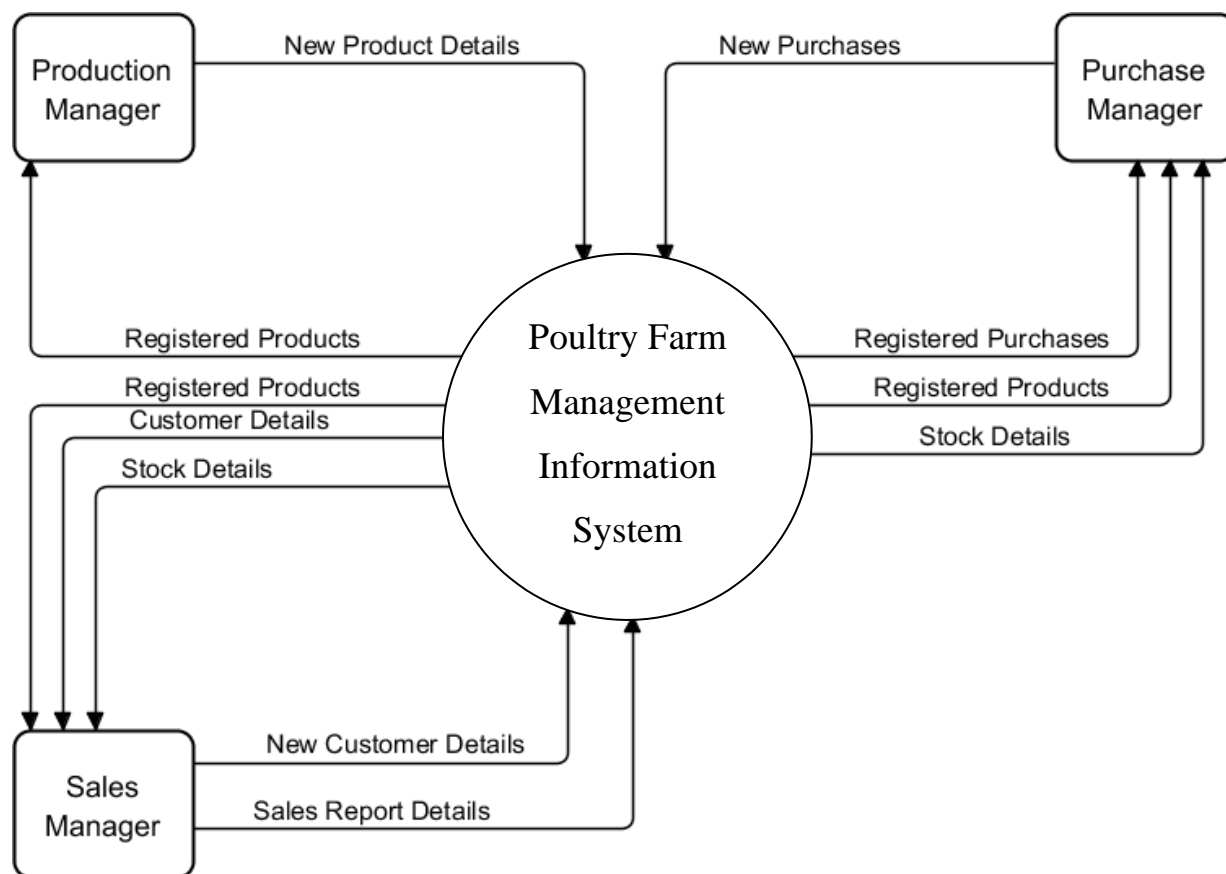 New Product Details
New Purchases
Production
Manager
Purchase
Manager
Registered Products
Registered Products
Customer Details
Stock Details
Poultry Farm
Management
Information
System
Registered Purchases
Registered Products
Stock Details
New Customer Details
Sales Report Details
Sales
Manager